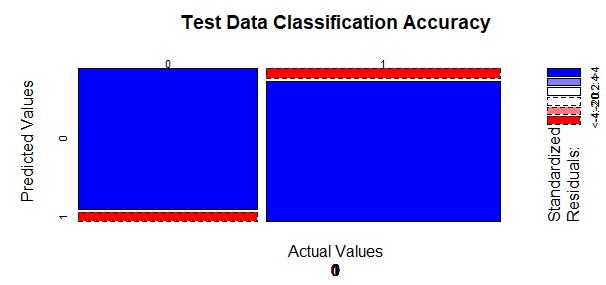 Test Data Classification Accuracy
0 1
Predicted Values
0
1
Actual Values
Standardized
Residuals: